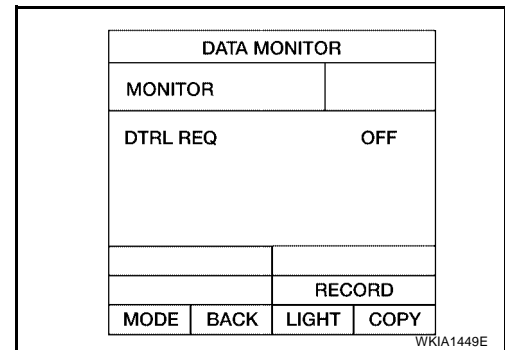 DATA MONITOR
MONITOR
DTRL REQ OFF
RECORD
MODE BACK LIGHT COPY
WKIA1449E